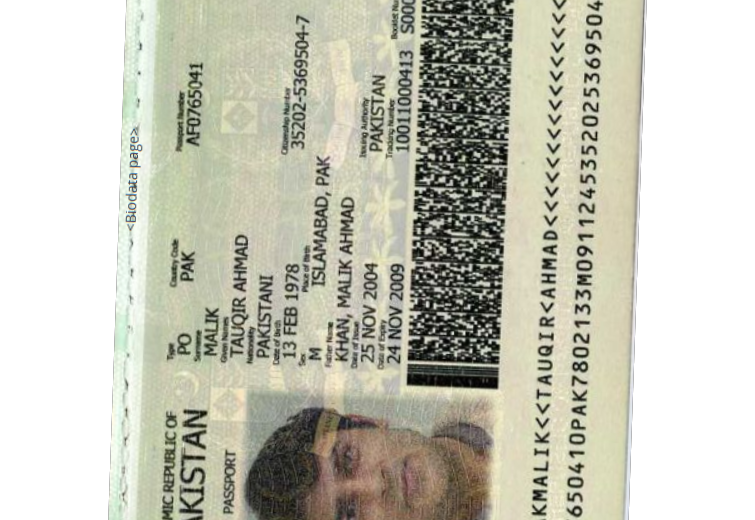 <Biodata page>
MIC REPUBLIC OF
AKISTAN
PASSPORT
Type Country Code Passport Number
PO PAK AF0765041
Surname
MALIK
Given Names
TAUQIR AHMAD
Nationality Citizenship Number
PAKISTANI 35202-5369504-7
Date of Birth
13 FEB 1978
Sex Place of Birth
M ISLAMABAD, PAK
Father Name
KHAN, MALIK AHMAD
Date of Issue Issuing Authority
25 NOV 2004 PAKISTAN
Date of Expiry Tracking Number Booklet Nu
24 NOV 2009 10011000413 S000
KMALIK<<TAUQIR<AHMAD<<<<<<<<<<<<<<<<<
650410PAK7802133M0911245352025369504